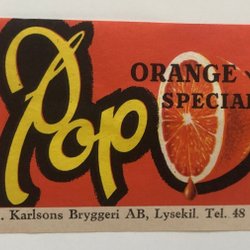 Pop
ORANGE
SPECIAL
. Karlsons Bryggeri AB, Lysekil. Tel. 48